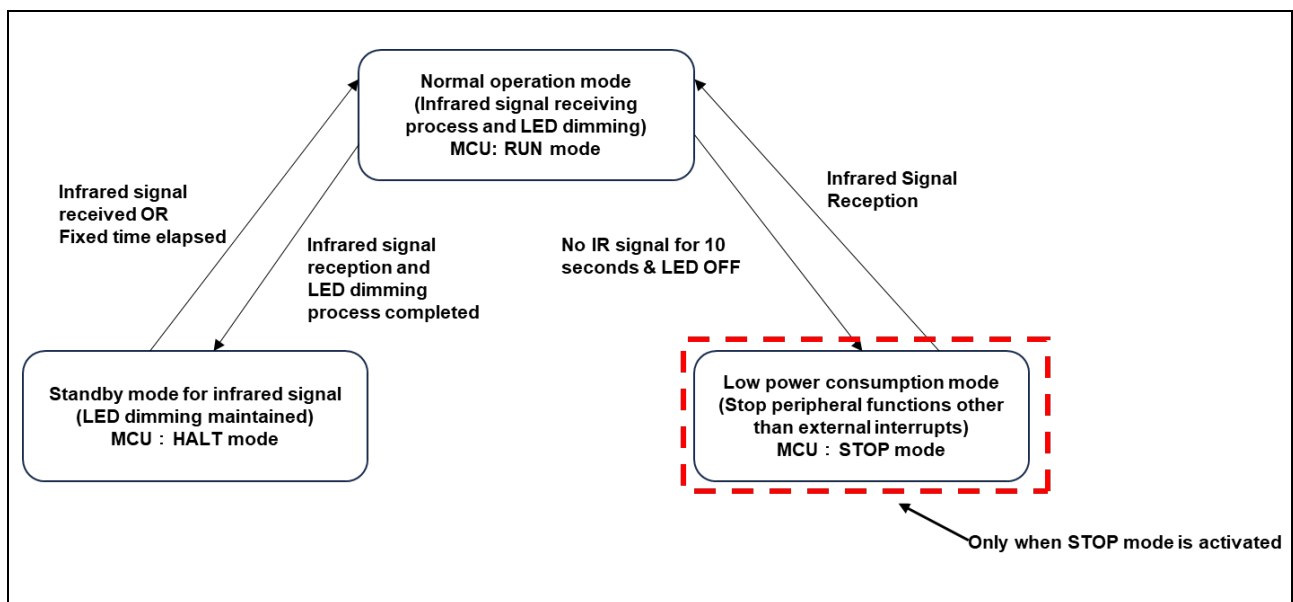 Normal operation mode
(Infrared signal receiving
process and LED dimming)
MCU: RUN mode
Infrared signal
received OR
Fixed time elapsed
Infrared signal
reception and
LED dimming
process completed
No IR signal for 10
seconds & LED OFF
Infrared Signal
Reception
Standby mode for infrared signal
(LED dimming maintained)
MCU： HALT mode
Low power consumption mode
(Stop peripheral functions other
than external interrupts)
MCU： STOP mode
Only when STOP mode is activated